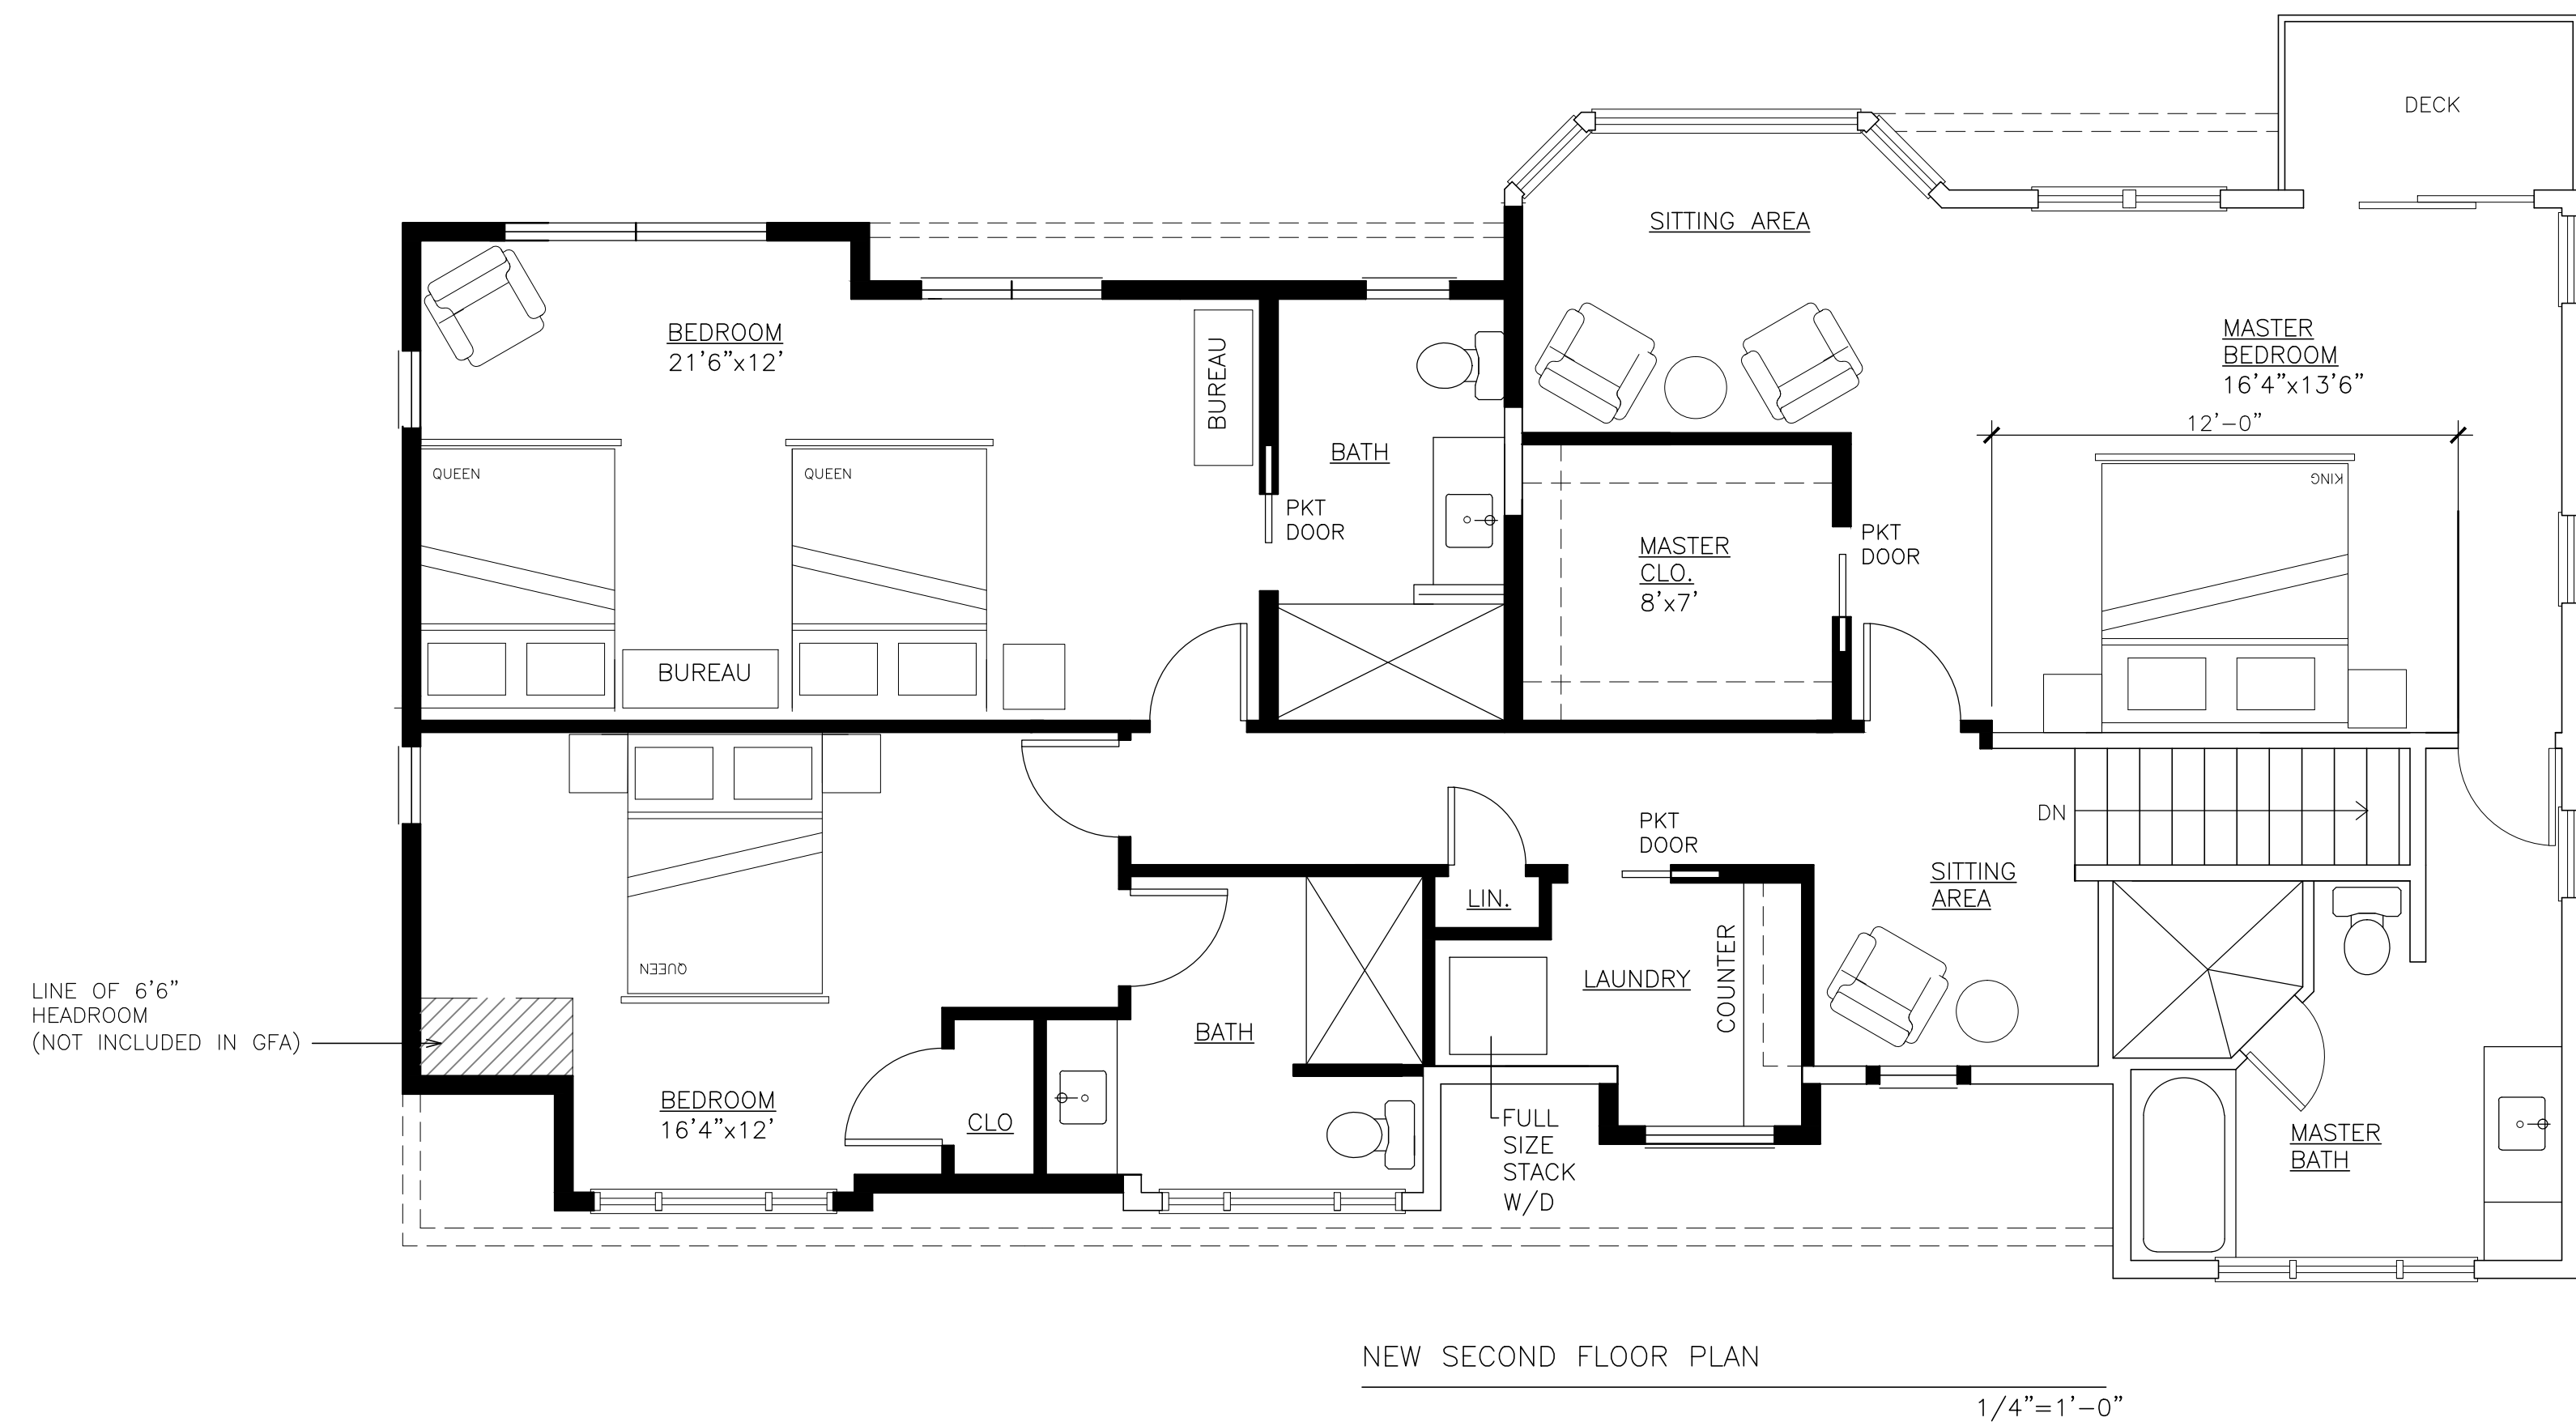 DECK
SITTING AREA
BEDROOM
21'6"x12'
BUREAU
MASTER
BEDROOM
16'4"x13'6"
12'-0"
QUEEN
QUEEN
KING
BATH
PKT
DOOR
MASTER
CLO.
8'x7'
PKT
DOOR
BUREAU
DN
PKT
DOOR
SITTING
AREA
LIN.
QUEEN
LAUNDRY
COUNTER
LINE OF 6'6"
HEADROOM
(NOT INCLUDED IN GFA)
BATH
BEDROOM
16'4"x12'
CLO
FULL
SIZE
STACK
W/D
MASTER
BATH
NEW SECOND FLOOR PLAN
1/4"=1'-0"